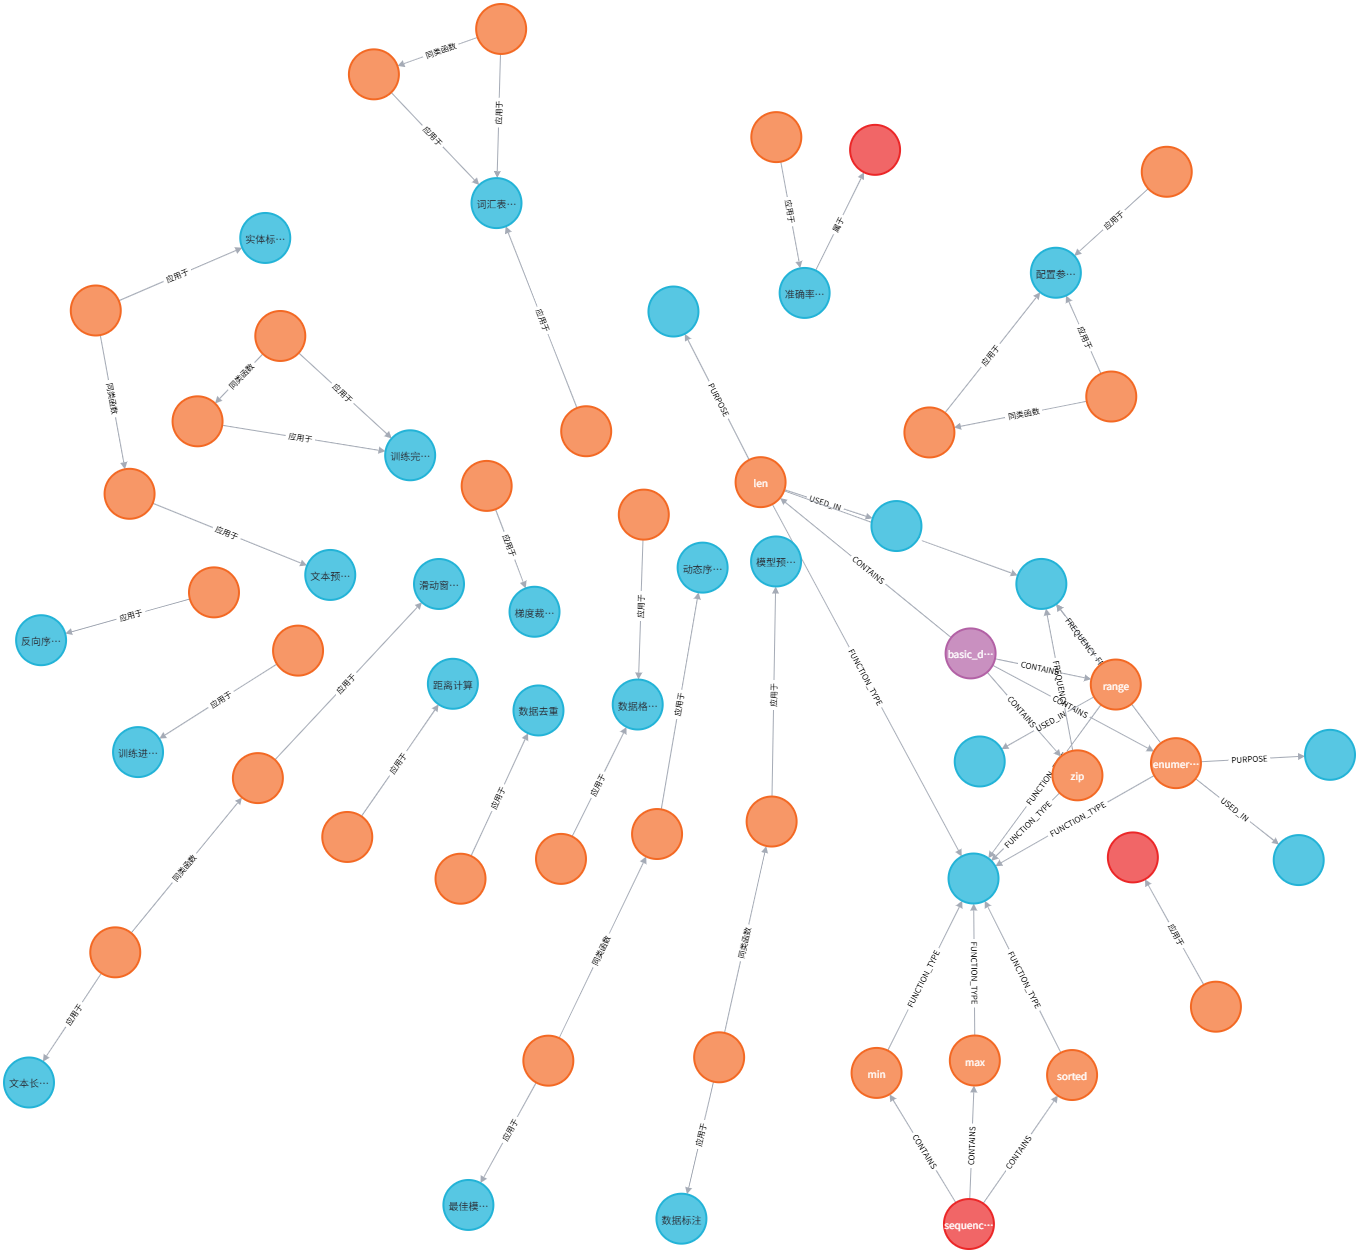 同类函数
应用于
应用于
词汇表…
应用于
应用于
属于
准确率…
应用于
配置参…
应用于
应用于
同类函数
实体标…
应用于
同类函数
同类函数
应用于
应用于
训练完…
应用于
文本预…
PURPOSE
len
USED_IN
CONTAINS
FUNCTION_TYPE
应用于
梯度裁…
应用于
动态序…
模型预…
滑动窗…
应用于
反向序…
应用于
训练进…
应用于
距离计算
应用于
数据去重
应用于
数据格…
应用于
应用于
应用于
basic_d…
CONTAINS
CONTAINS
CONTAINS
FREQUENCY
range
USED_IN
zip
enumer…
PURPOSE
USED_IN
FUNCTION
FUNCTION_TYPE
FUNCTION_TYPE
同类函数
应用于
文本长…
同类函数
同类函数
应用于
最佳模…
应用于
数据标注
应用于
FUNCTION_TYPE
FUNCTION_TYPE
FUNCTION_TYPE
min
max
sorted
CONTAINS
CONTAINS
CONTAINS
sequenc…